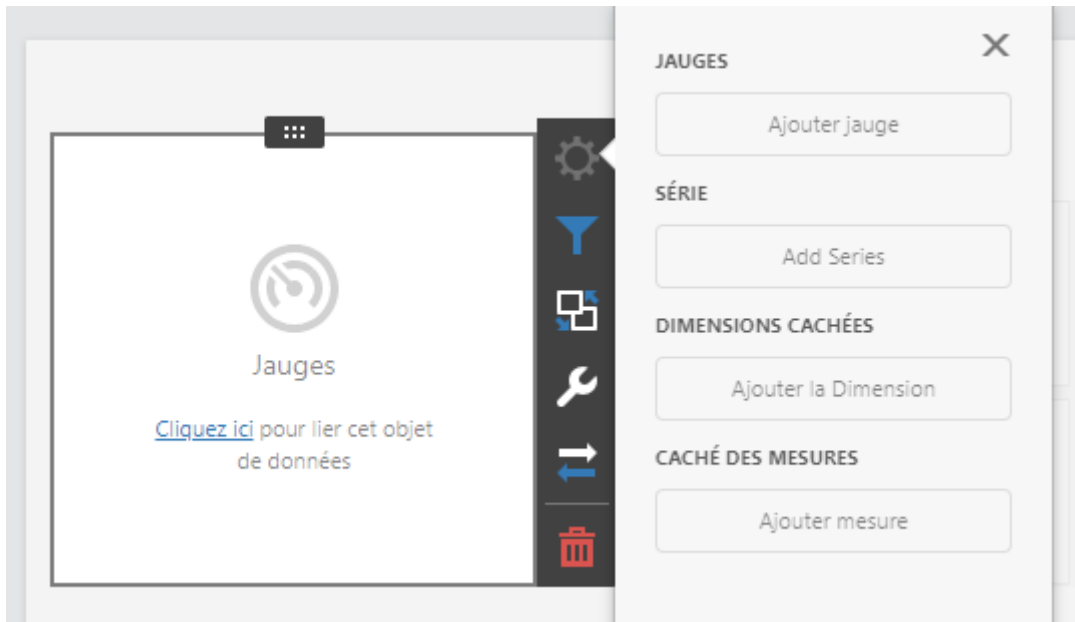 Jauges
Cliquez ici pour lier cet objet
de données
JAUGES
Ajouter jauge
SÉRIE
Add Series
DIMENSIONS CACHÉES
Ajouter la Dimension
CACHÉ DES MESURES
Ajouter mesure